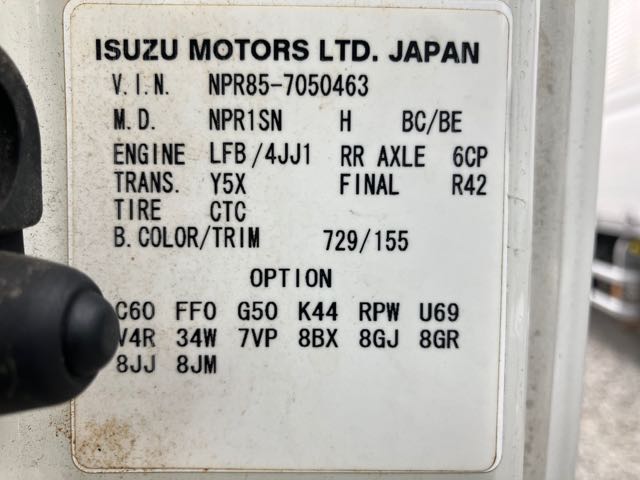 ISUZU MOTORS LTD. JAPAN
V.I.N. NPR85-7050463
M.D. NPR1SN H BC/BE
ENGINE LFB/4JJ1 RR AXLE 6CP
TRANS. Y5X FINAL R42
TIRE CTC
B.COLOR/TRIM 729/155
OPTION
C60 FF0 G50 K44 RPW U69
V4R 34W 7VP 8BX 8GJ 8GR
8JJ 8JM